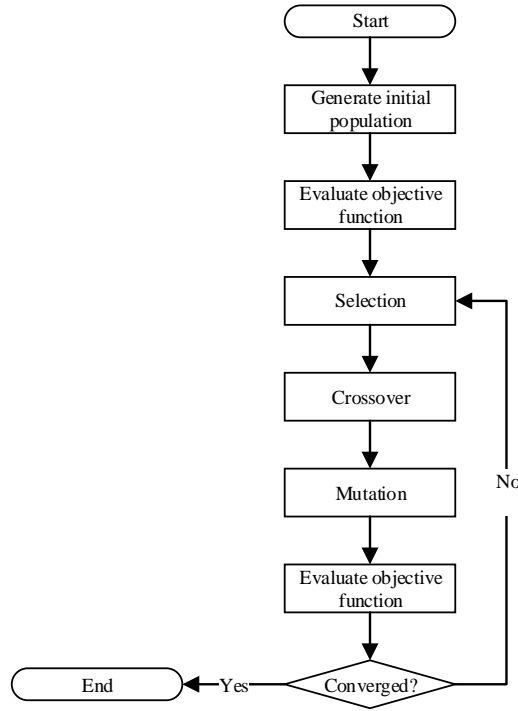 Start
Generate initial
population
Evaluate objective
function
Selection
Crossover
Mutation
No
Evaluate objective
function
End
Yes
Converged?